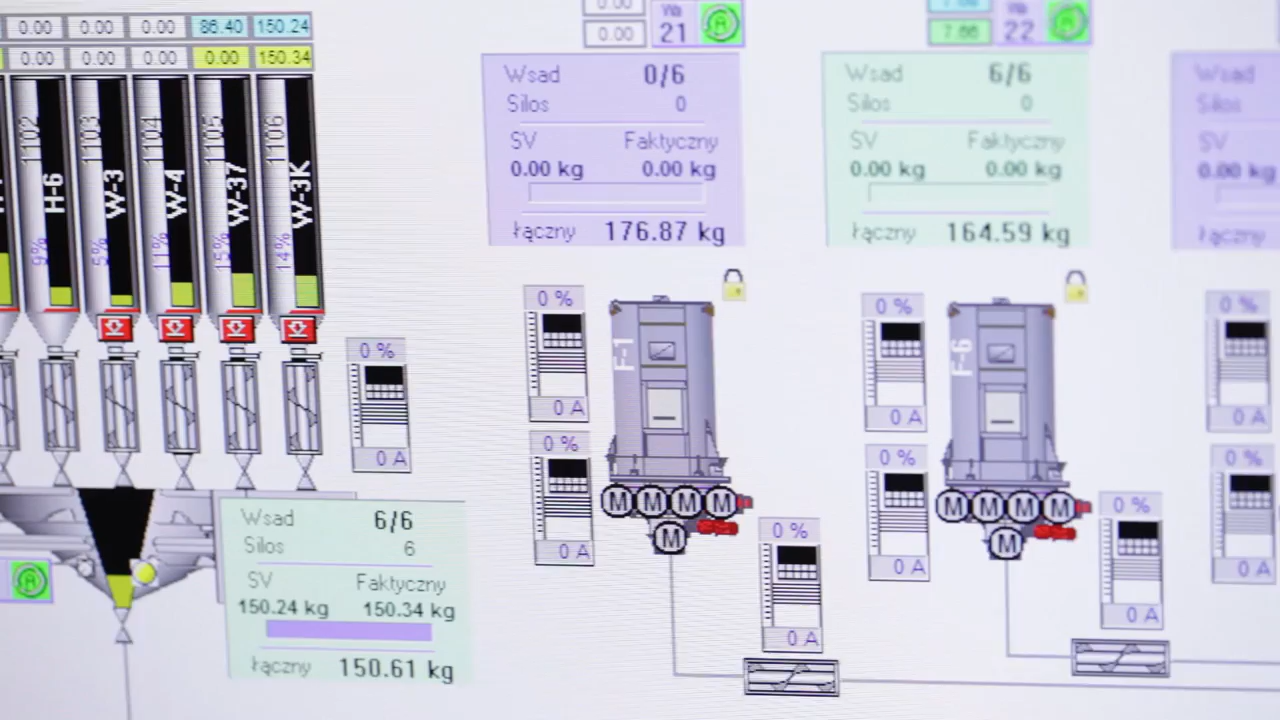 0.00 0.00 0.00 86.40 150.24
0.00 0.00 0.00 0.00 150.34
1102 1103 1104 1105 1106
H-6 W-3 W-4 W-37 W-3K
9% 5% 11% 15% 14%
0 %
0 A
Wsad 6/6
Silos 6
SV Faktyczny
150.24 kg 150.34 kg
łączny 150.61 kg
0.00
0.00
21
Wsad 0/6
Silos 0
SV Faktyczny
0.00 kg 0.00 kg
łączny 176.87 kg
0 %
0 A
0 %
0 A
F-1
M M M M
M
0 %
0 A
22
Wsad 6/6
Silos 0
SV Faktyczny
0.00 kg 0.00 kg
łączny 164.59 kg
0 %
0 A
0 %
0 A
F-6
M M M M
M
0 %
0 A
Wsad
Silos
SV
0.00 kg
łączny
0 %
0 A
0 %
0 A